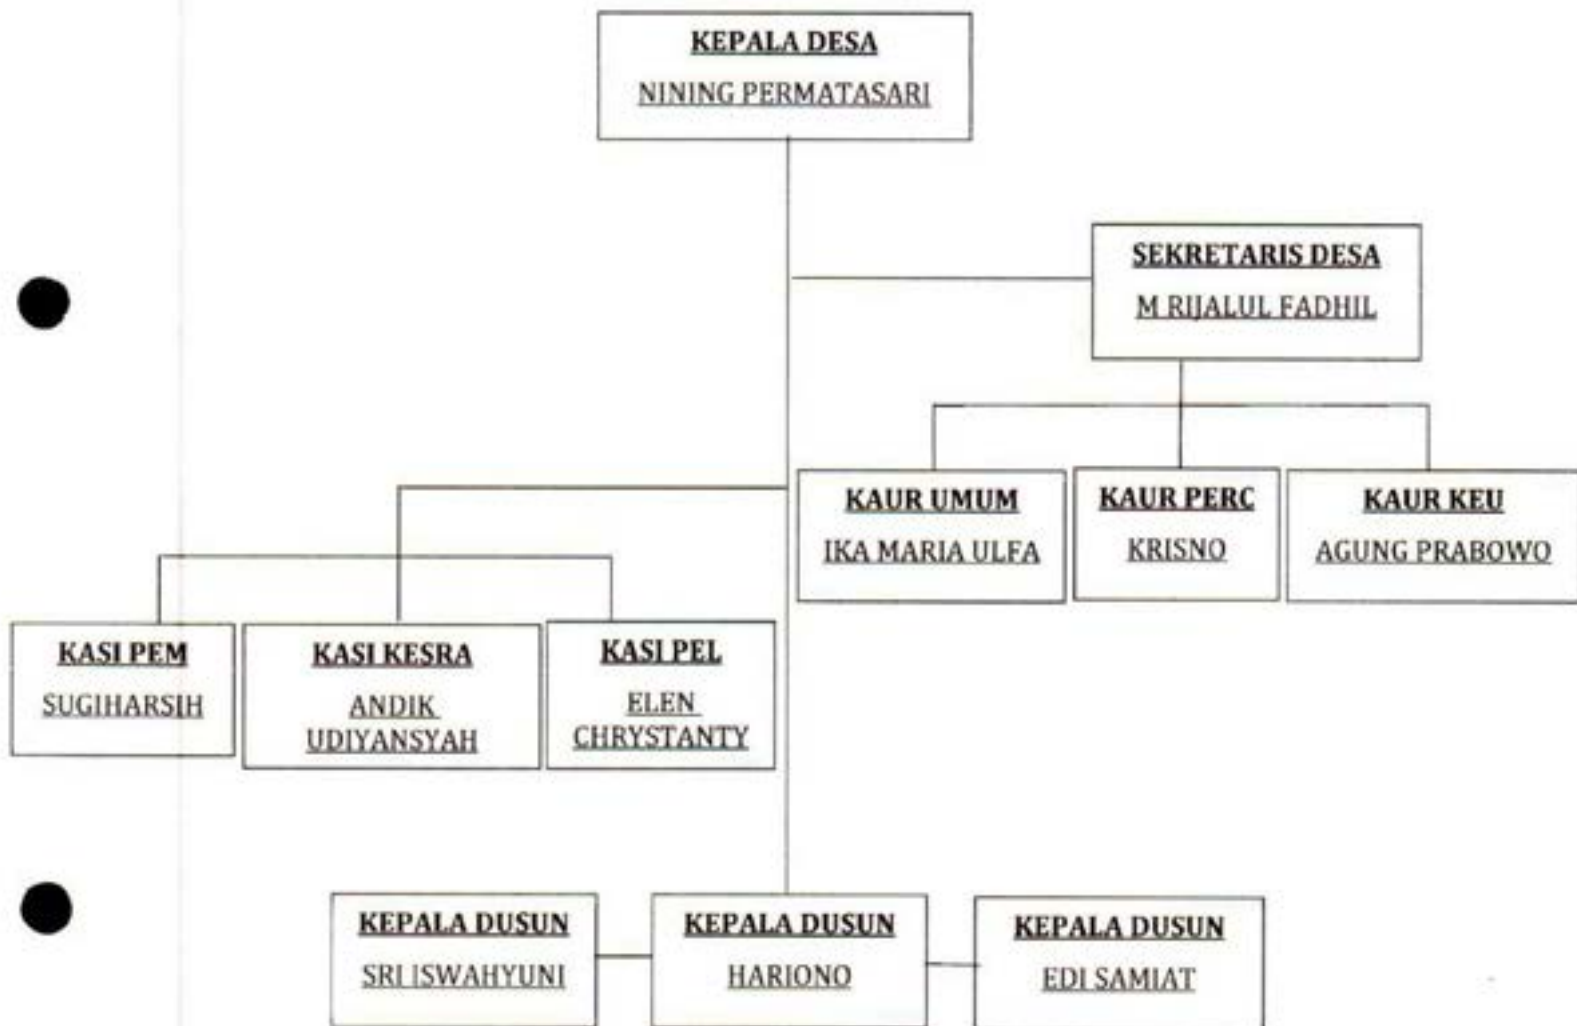 KEPALA DESA
NINING PERMATASARI
SEKRETARIS DESA
M RIJALUL FADHIL
KAUR UMUM
IKA MARIA ULFA
KAUR PERC
KRISNO
KAUR KEU
AGUNG PRABOWO
KASI PEM
SUGIHARSIH
KASI KESRA
ANDIK
UDIYANSYAH
KASI PEL
ELEN
CHRYSTANTY
KEPALA DUSUN
SRI ISWAHYUNI
KEPALA DUSUN
HARIONO
KEPALA DUSUN
EDI SAMIAT